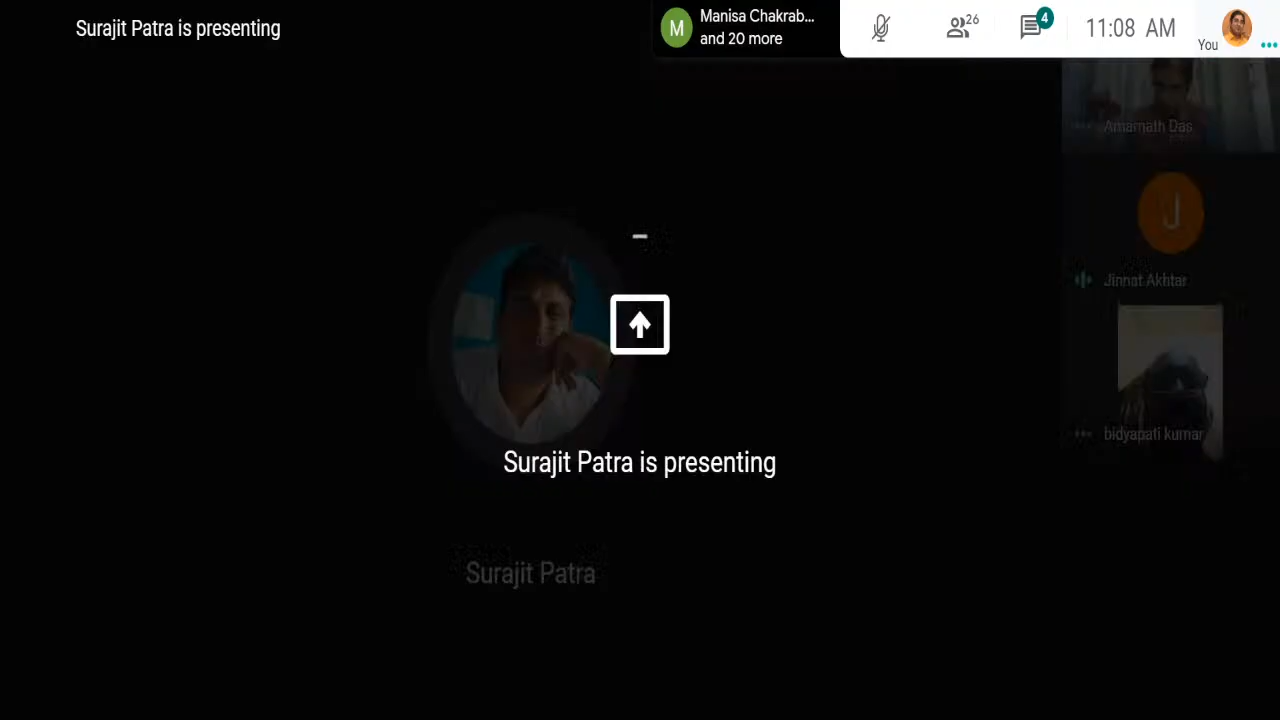 Surajit Patra is presenting
M
Manisa Chakrab...
and 20 more
26
4
11:08 AM
You
Amarnath Das
J
Jinnat Akhtar
bidyapati kumar
Surajit Patra is presenting
Surajit Patra